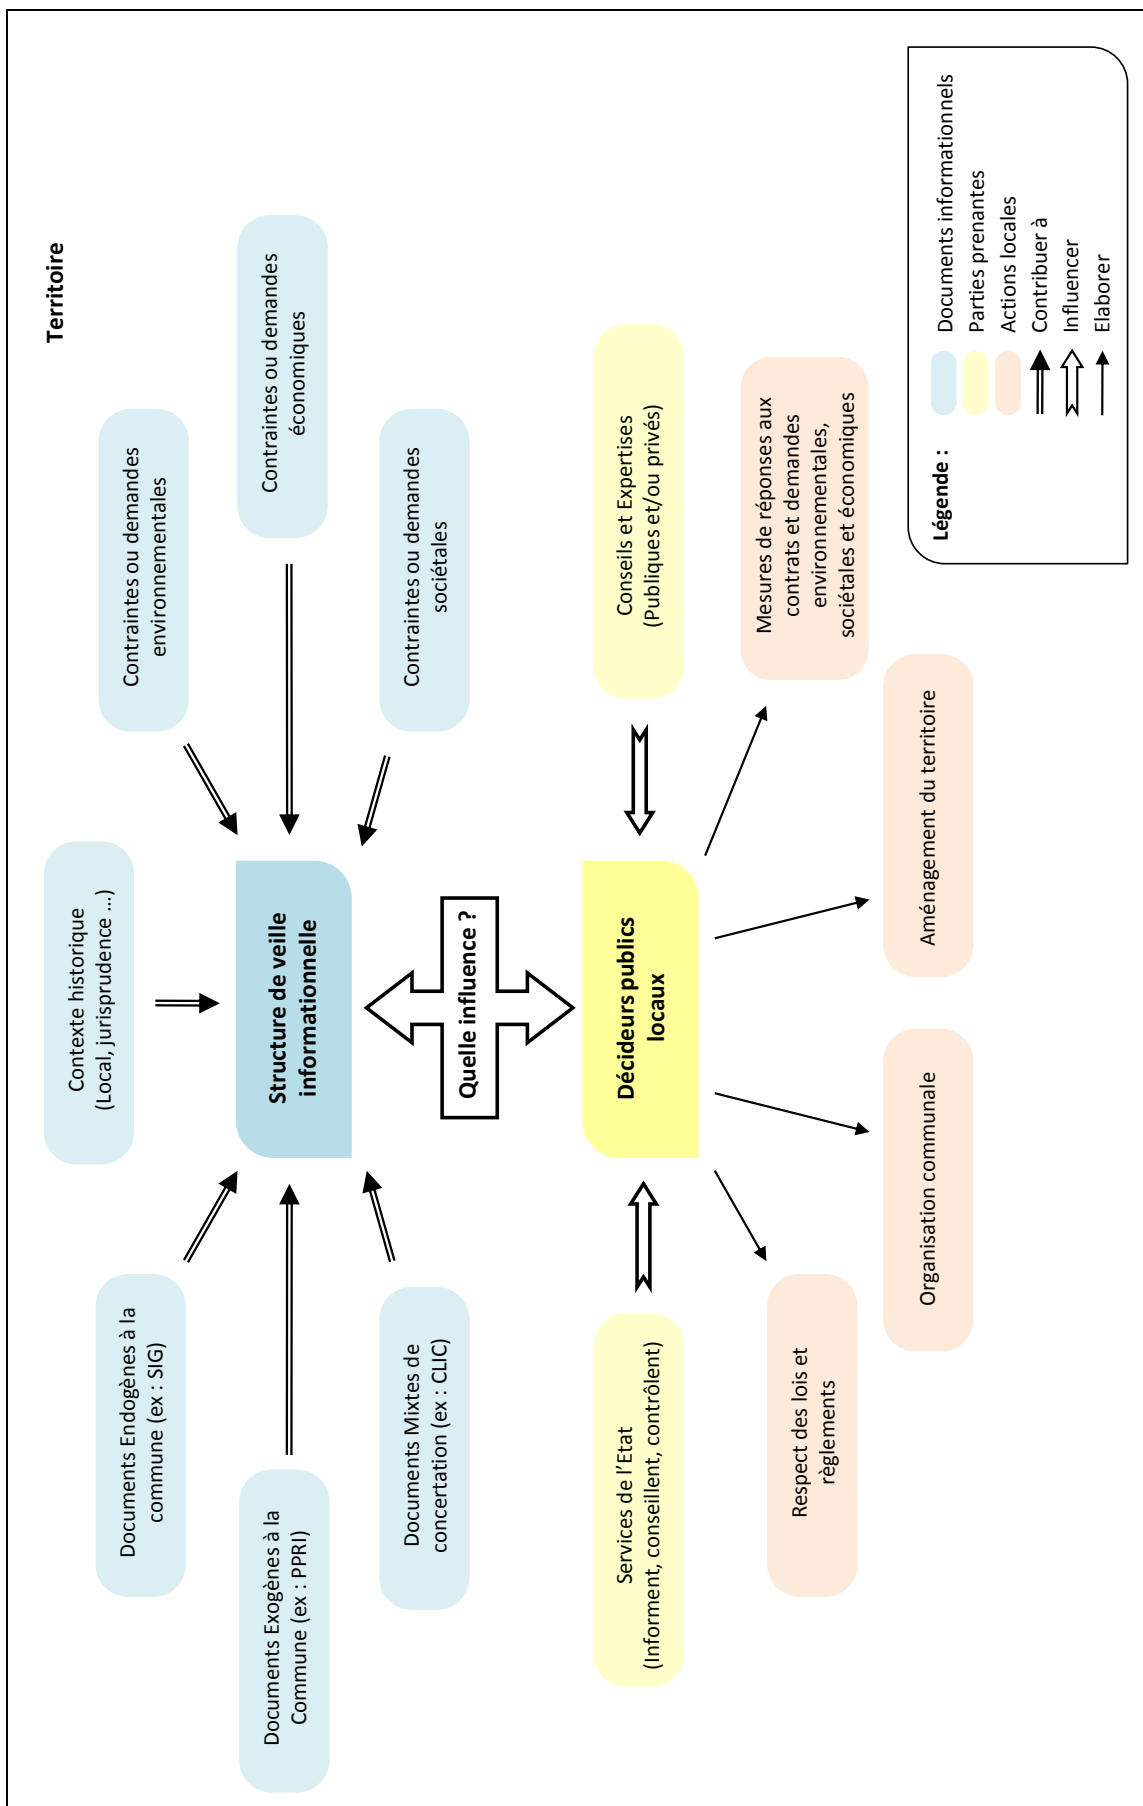 Territoire
Contexte historique
(Local, jurisprudence ...)
Documents Endogènes à la
commune (ex : SIG)
Contraintes ou demandes
environnementales
Documents Exogènes à la
Commune (ex : PPRI)
Structure de veille
informationnelle
Contraintes ou demandes
économiques
Documents Mixtes de
concertation (ex : CLIC)
Contraintes ou demandes
sociétales
Quelle influence ?
Services de l’Etat
(Informent, conseillent, contrôlent)
Décideurs publics
locaux
Conseils et Expertises
(Publiques et/ou privés)
Respect des lois et
règlements
Mesures de réponses aux
contrats et demandes
environnementales,
sociétales et économiques
Organisation communale
Aménagement du territoire
Légende :
Documents informationnels
Parties prenantes
Actions locales
Contribuer à
Influencer
Elaborer